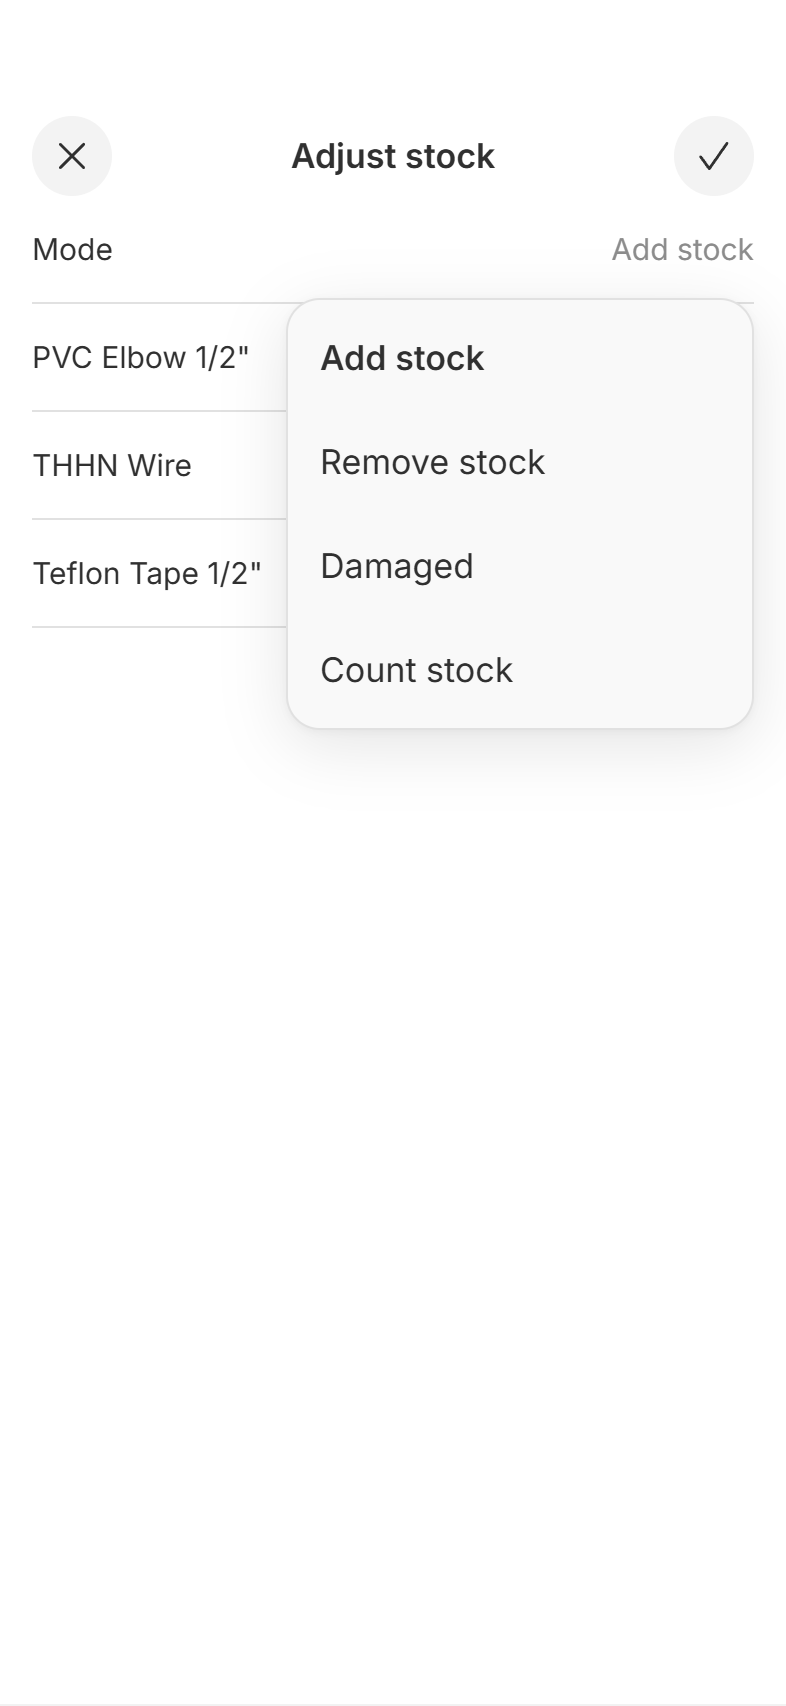 Adjust stock
Mode
Add stock
PVC Elbow 1/2"
THHN Wire
Teflon Tape 1/2"
Add stock
Remove stock
Damaged
Count stock